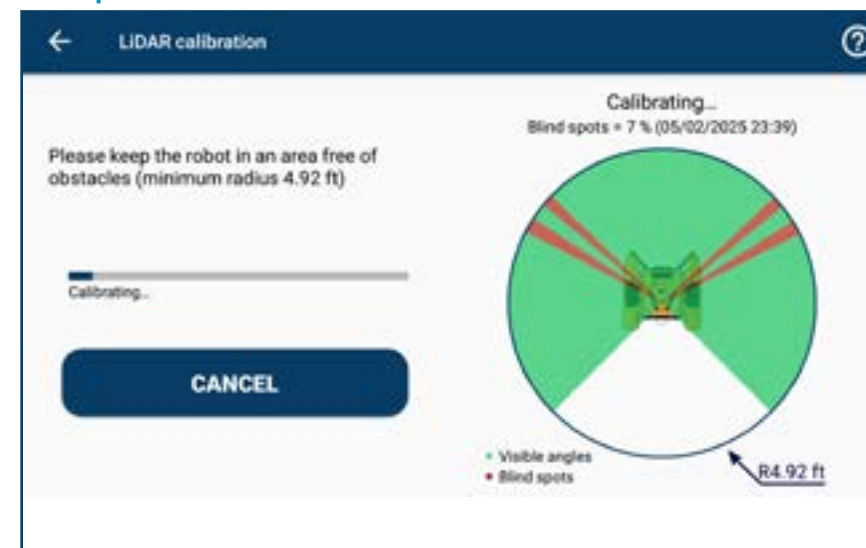 LiDAR calibration
Please keep the robot in an area free of
obstacles (minimum radius 4.92 ft)
Calibrating...
CANCEL
Calibrating...
Blind spots = 7 % (05/02/2025 23:39)
Visible angles
Blind spots
R4.92 ft